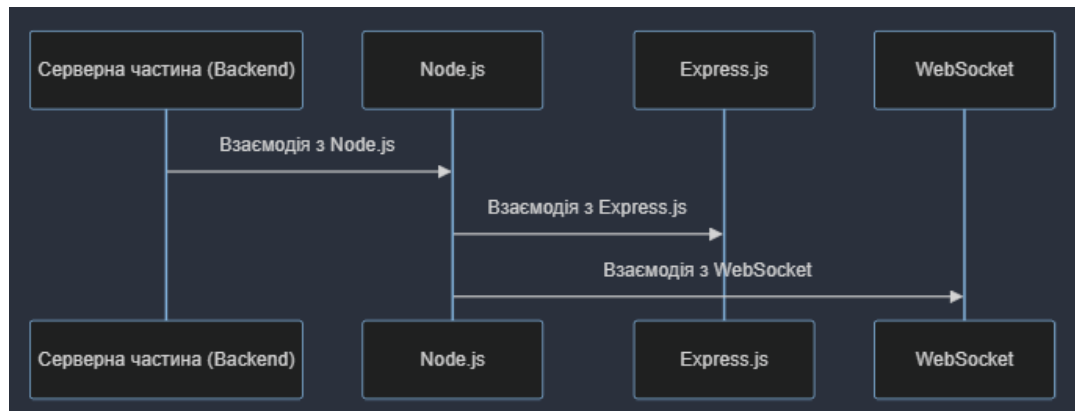 Серверна частина (Backend)
Node.js
Express.js
WebSocket
Взаємодія з Node.js
Взаємодія з Express.js
Взаємодія з WebSocket
Серверна частина (Backend)
Node.js
Express.js
WebSocket